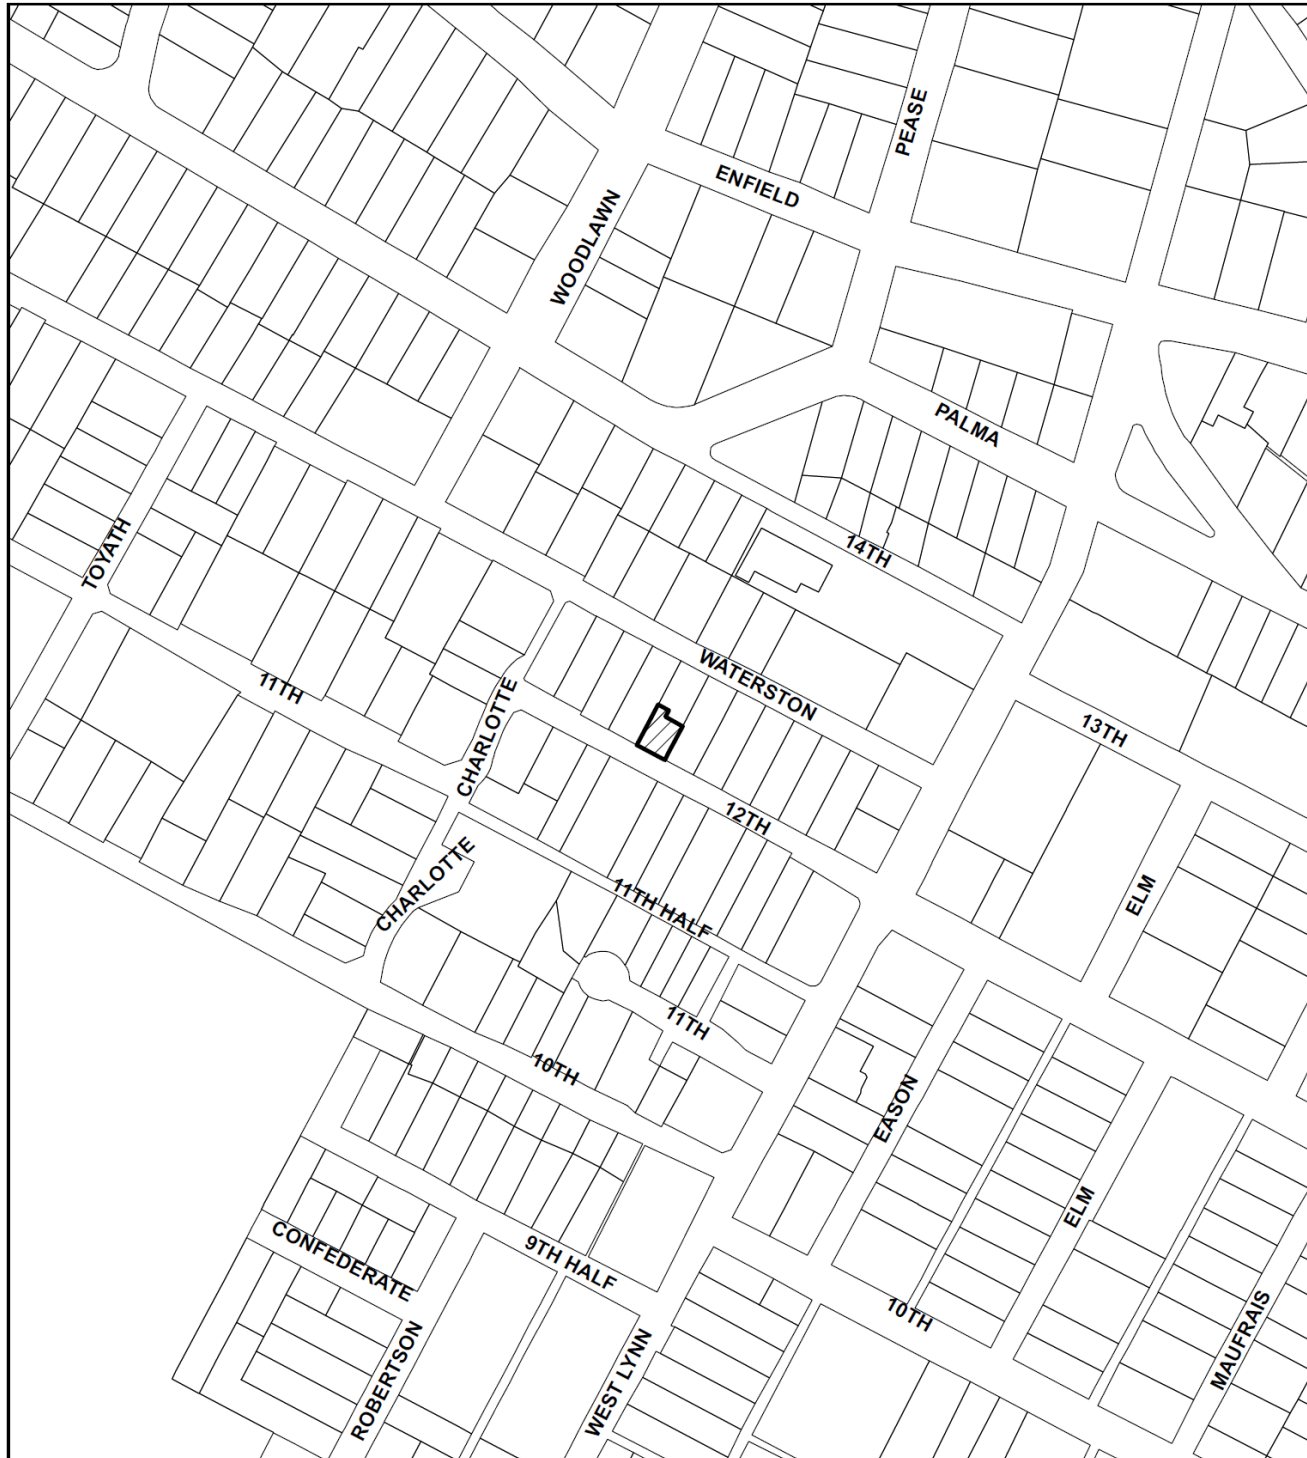 PEASE
ENFIELD
WOODLAWN
PALMA
TOYATH
14TH
WATERSTON
11TH
CHARLOTTE
13TH
12TH
CHARLOTTE
11TH HALF
ELM
11TH
10TH
EASON
ELM
CONFEDERATE
9TH HALF
10TH
MAUFRAIS
ROBERTSON
WEST LYNN